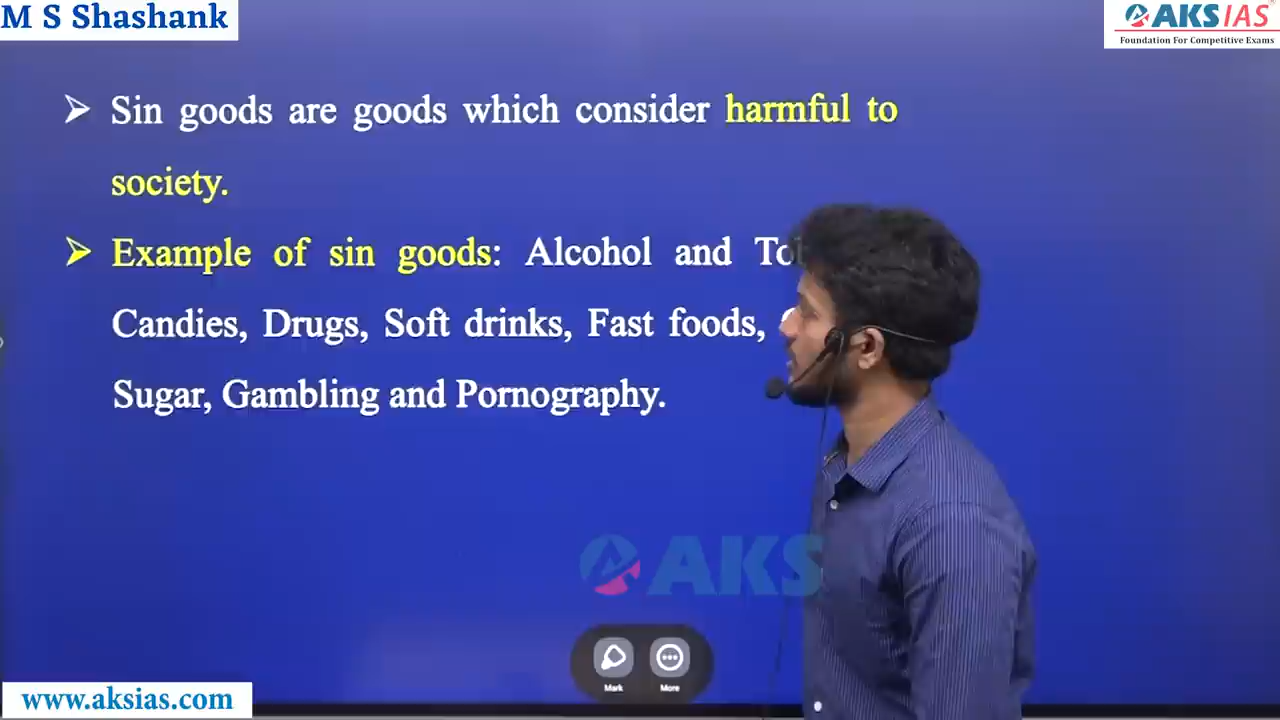 M S Shashank
AKS IAS
Foundation For Competitive Exams
➢ Sin goods are goods which consider harmful to
society.
➢ Example of sin goods: Alcohol and
Candies, Drugs, Soft drinks, Fast foods,
Sugar, Gambling and Pornography.
AKS
Mark More
www.aksias.com